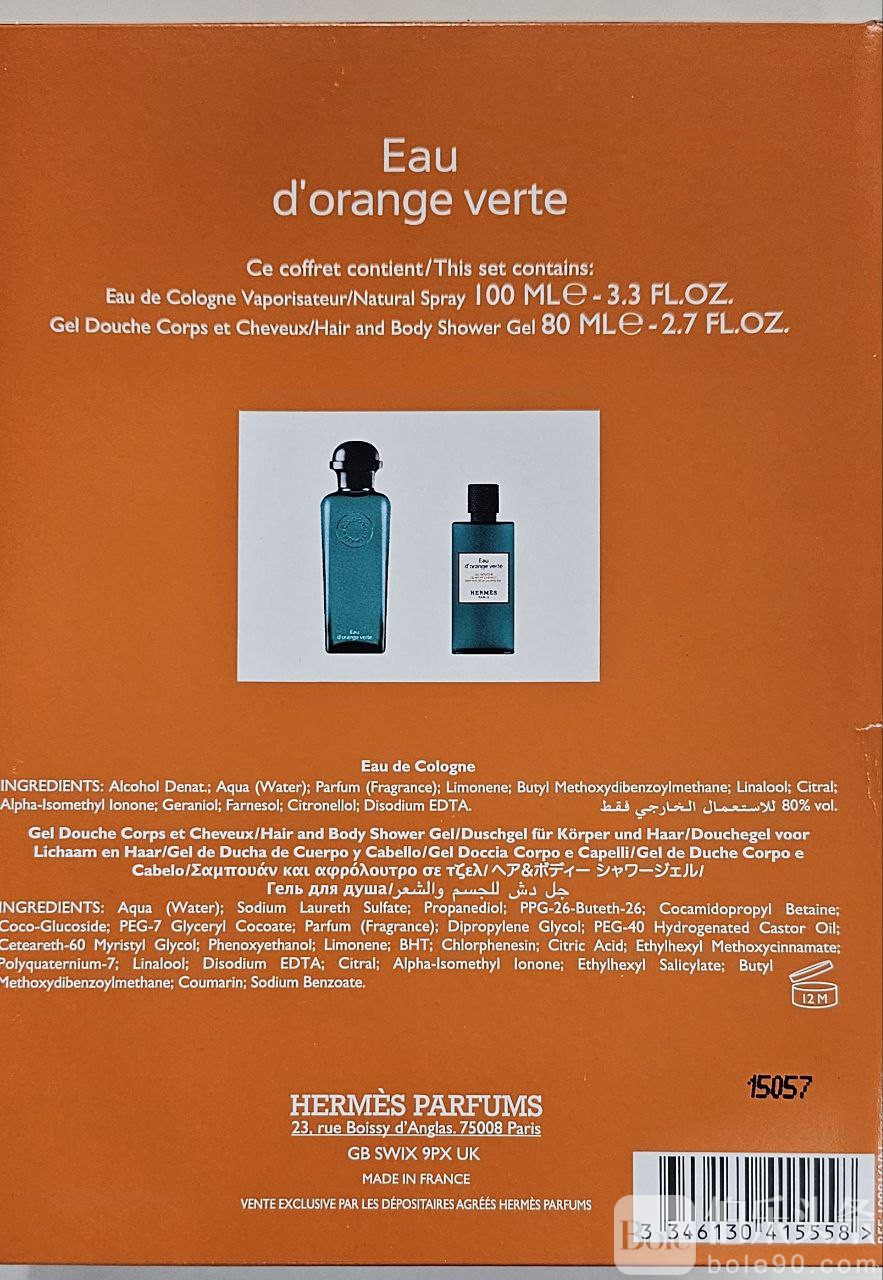 Eau
d'orange verte
Ce coffret contient/This set contains:
Eau de Cologne Vaporisateur/Natural Spray 100 ML℮ - 3.3 FL.OZ.
Gel Douche Corps et Cheveux/Hair and Body Shower Gel 80 ML℮ - 2.7 FL.OZ.
Eau
d'orange verte
Eau
d'orange verte
HERMÈS
PARIS
Eau de Cologne
INGREDIENTS: Alcohol Denat.; Aqua (Water); Parfum (Fragrance); Limonene; Butyl Methoxydibenzoylmethane; Linalool; Citral;
Alpha-Isomethyl Ionone; Geraniol; Farnesol; Citronellol; Disodium EDTA. للاستعمال الخارجي فقط 80% vol.
Gel Douche Corps et Cheveux/Hair and Body Shower Gel/Duschgel für Körper und Haar/Douchegel voor
Lichaam en Haar/Gel de Ducha de Cuerpo y Cabello/Gel Doccia Corpo e Capelli/Gel de Duche Corpo e
Cabelo/Σαμπουάν και αφρόλουτρο σε τζελ/ヘア&ボディー シャワージェル/
Гель для душа/جل دش للجسم والشعر
INGREDIENTS: Aqua (Water); Sodium Laureth Sulfate; Propanediol; PPG-26-Buteth-26; Cocamidopropyl Betaine;
Coco-Glucoside; PEG-7 Glyceryl Cocoate; Parfum (Fragrance); Dipropylene Glycol; PEG-40 Hydrogenated Castor Oil;
Ceteareth-60 Myristyl Glycol; Phenoxyethanol; Limonene; BHT; Chlorphenesin; Citric Acid; Ethylhexyl Methoxycinnamate;
Polyquaternium-7; Linalool; Disodium EDTA; Citral; Alpha-Isomethyl Ionone; Ethylhexyl Salicylate; Butyl
Methoxydibenzoylmethane; Coumarin; Sodium Benzoate.
12 M
15057
HERMÈS PARFUMS
23, rue Boissy d'Anglas. 75008 Paris
GB SWIX 9PX UK
MADE IN FRANCE
VENTE EXCLUSIVE PAR LES DÉPOSITAIRES AGRÉÉS HERMÈS PARFUMS
3 346130 415558 >
Bole
bole90.com